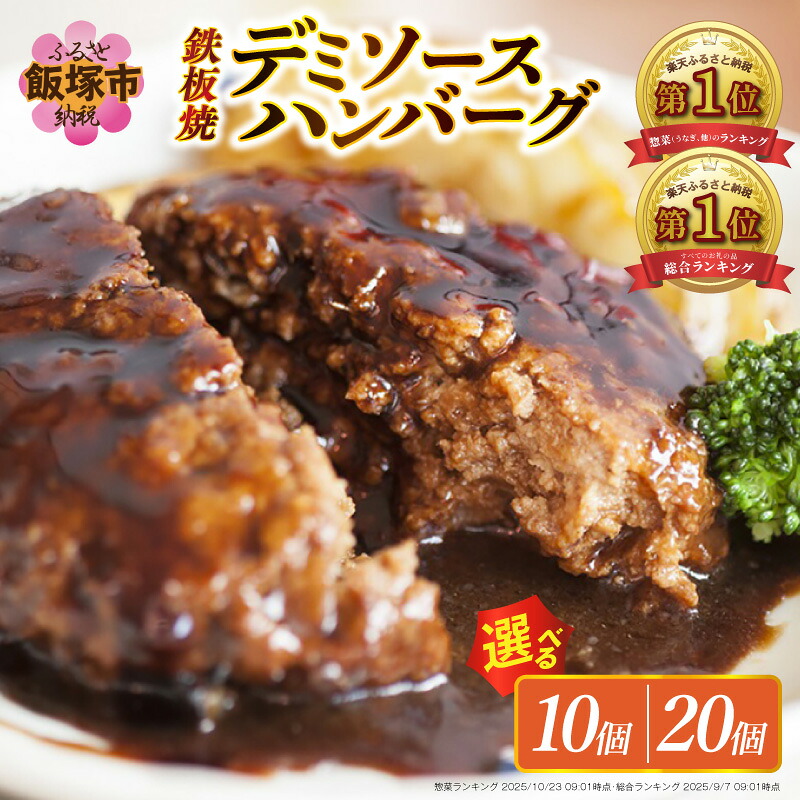 ふるさと
飯塚市
納税
鉄板焼
デミソース
ハンバーグ
楽天ふるさと納税
第1位
惣菜(うなぎ、他)のランキング
楽天ふるさと納税
第1位
すべてのお礼の品
総合ランキング
選べる
10個
20個
惣菜ランキング 2025/10/23 09:01時点・総合ランキング 2025/9/7 09:01時点